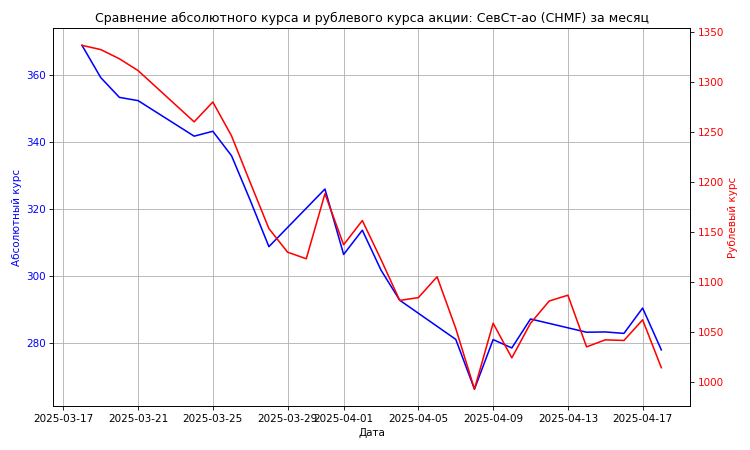 Сравнение абсолютного курса и рублевого курса акции: СевСт-ао (CHMF) за месяц
Абсолютный курс
360
340
320
300
280
1350
1300
1250
1200
1150
1100
1050
1000
Рублевый курс
2025-03-17 2025-03-21 2025-03-25 2025-03-29 2025-04-01 2025-04-05 2025-04-09 2025-04-13 2025-04-17
Дата